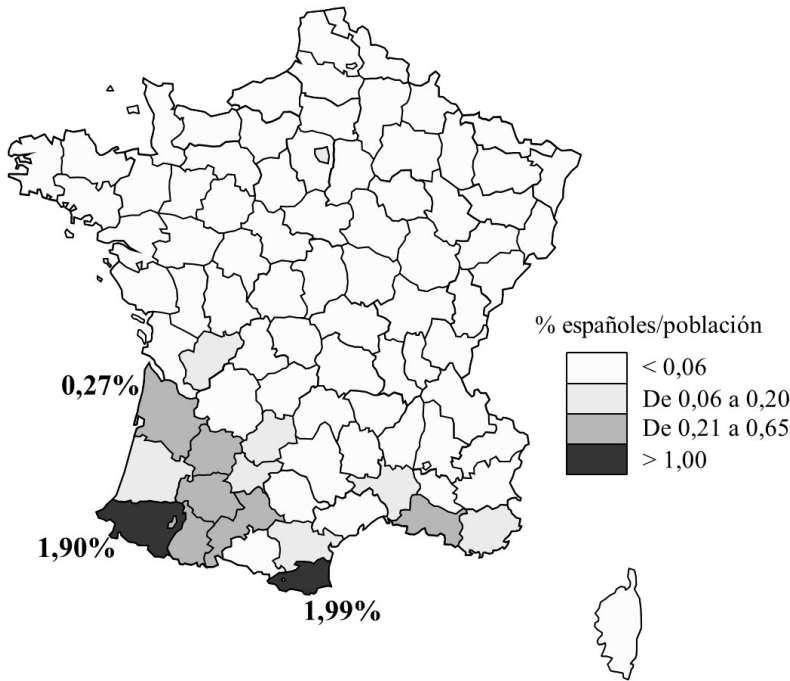 % españoles/población
< 0,06
De 0,06 a 0,20
De 0,21 a 0,65
> 1,00
0,27%
1,90%
1,99%